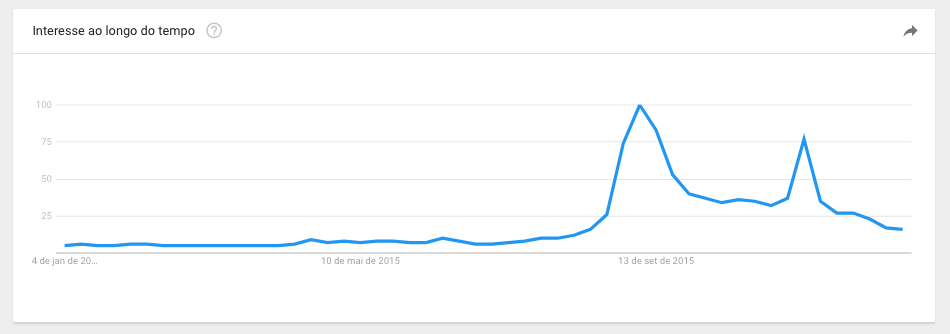 Interesse ao longo do tempo ?
100
75
50
25
4 de jan de 20...
10 de mai de 2015
13 de set de 2015